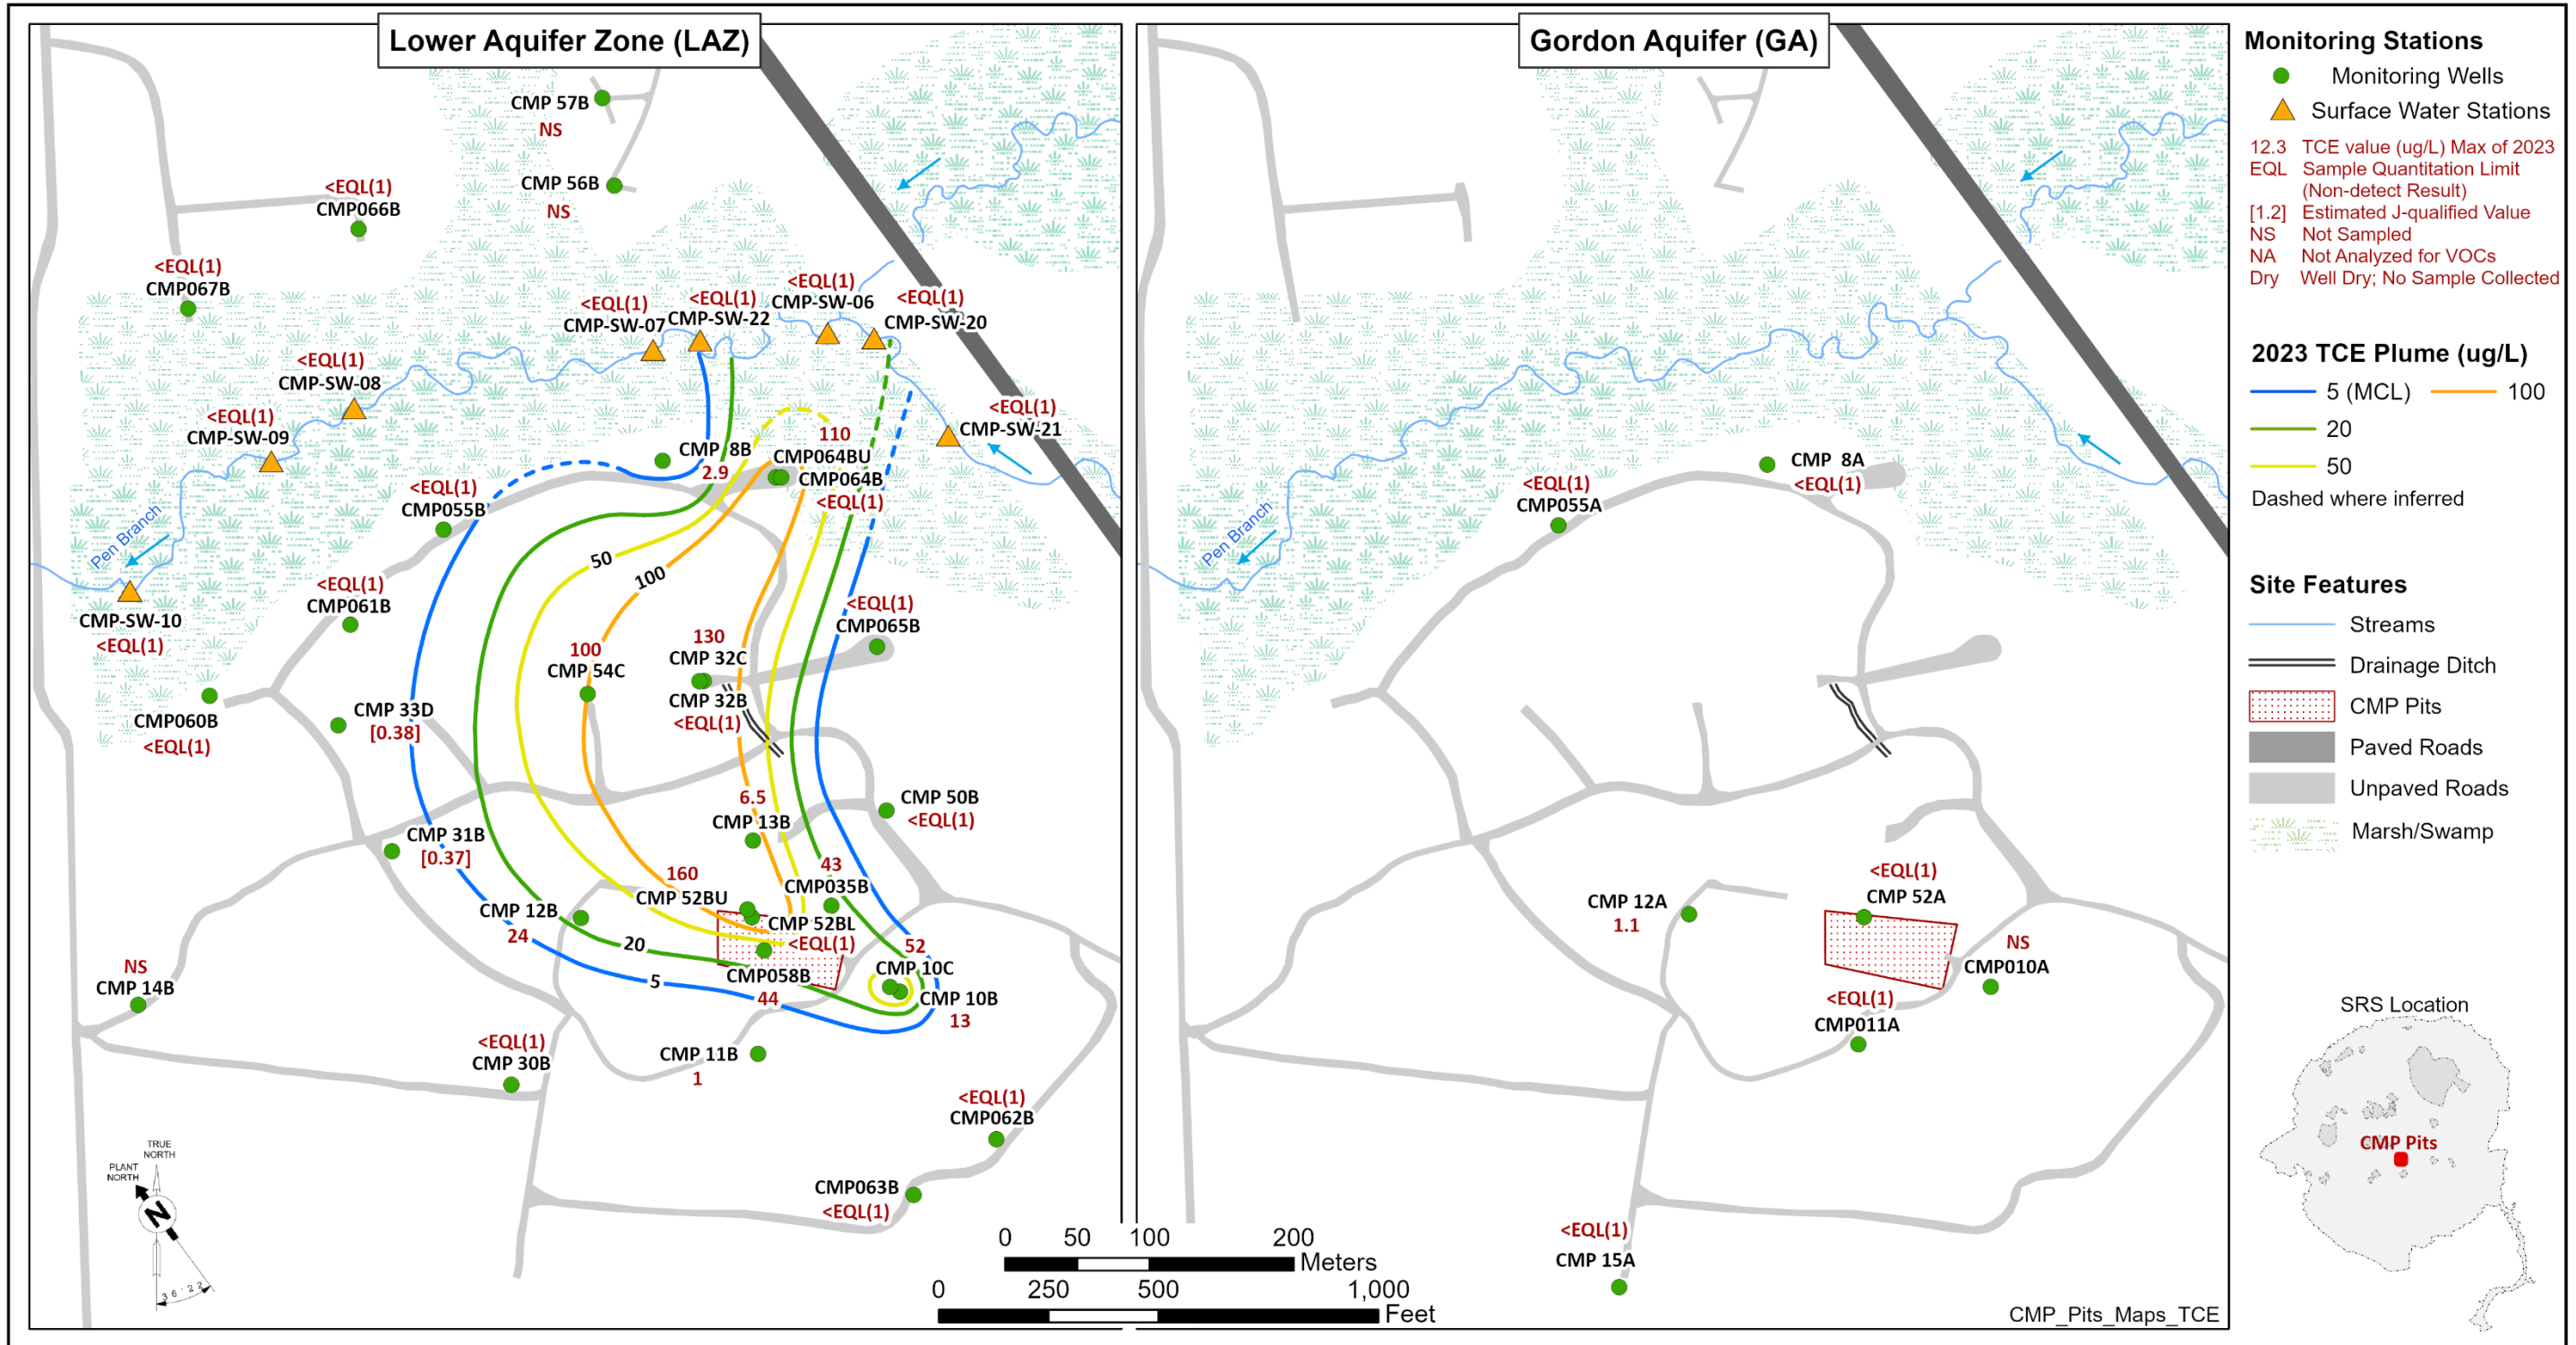 Lower Aquifer Zone (LAZ)
CMP 57B
NS
CMP 56B
NS
<EQL(1)
CMP066B
<EQL(1)
CMP067B
<EQL(1)
CMP-SW-07
<EQL(1)
CMP-SW-22
<EQL(1)
CMP-SW-06
<EQL(1)
CMP-SW-20
<EQL(1)
CMP-SW-08
<EQL(1)
CMP-SW-09
<EQL(1)
CMP-SW-21
Pen Branch
CMP-SW-10
<EQL(1)
<EQL(1)
CMP055B
CMP 8B
2.9
110
CMP064BU
CMP064B
<EQL(1)
50
100
<EQL(1)
CMP061B
<EQL(1)
CMP065B
100
CMP 54C
130
CMP 32C
CMP 32B
<EQL(1)
CMP060B
<EQL(1)
CMP 33D
[0.38]
6.5
CMP 13B
CMP 50B
<EQL(1)
CMP 31B
[0.37]
160
CMP 52BU
43
CMP035B
CMP 52BL
<EQL(1)
CMP 12B
24
20
5
CMP058B
44
52
CMP 10C
CMP 10B
13
NS
CMP 14B
<EQL(1)
CMP 30B
CMP 11B
1
<EQL(1)
CMP062B
CMP063B
<EQL(1)
TRUE
NORTH
PLANT
NORTH
N
36°22
0 50 100 200
Meters
0 250 500 1,000
Feet
Gordon Aquifer (GA)
Pen Branch
<EQL(1)
CMP055A
CMP 8A
<EQL(1)
CMP 12A
1.1
<EQL(1)
CMP 52A
NS
CMP010A
<EQL(1)
CMP011A
<EQL(1)
CMP 15A
CMP_Pits_Maps_TCE
Monitoring Stations
Monitoring Wells
Surface Water Stations
12.3 TCE value (ug/L) Max of 2023
EQL Sample Quantitation Limit
(Non-detect Result)
[1.2] Estimated J-qualified Value
NS Not Sampled
NA Not Analyzed for VOCs
Dry Well Dry; No Sample Collected
2023 TCE Plume (ug/L)
5 (MCL) 100
20
50
Dashed where inferred
Site Features
Streams
Drainage Ditch
CMP Pits
Paved Roads
Unpaved Roads
Marsh/Swamp
SRS Location
CMP Pits